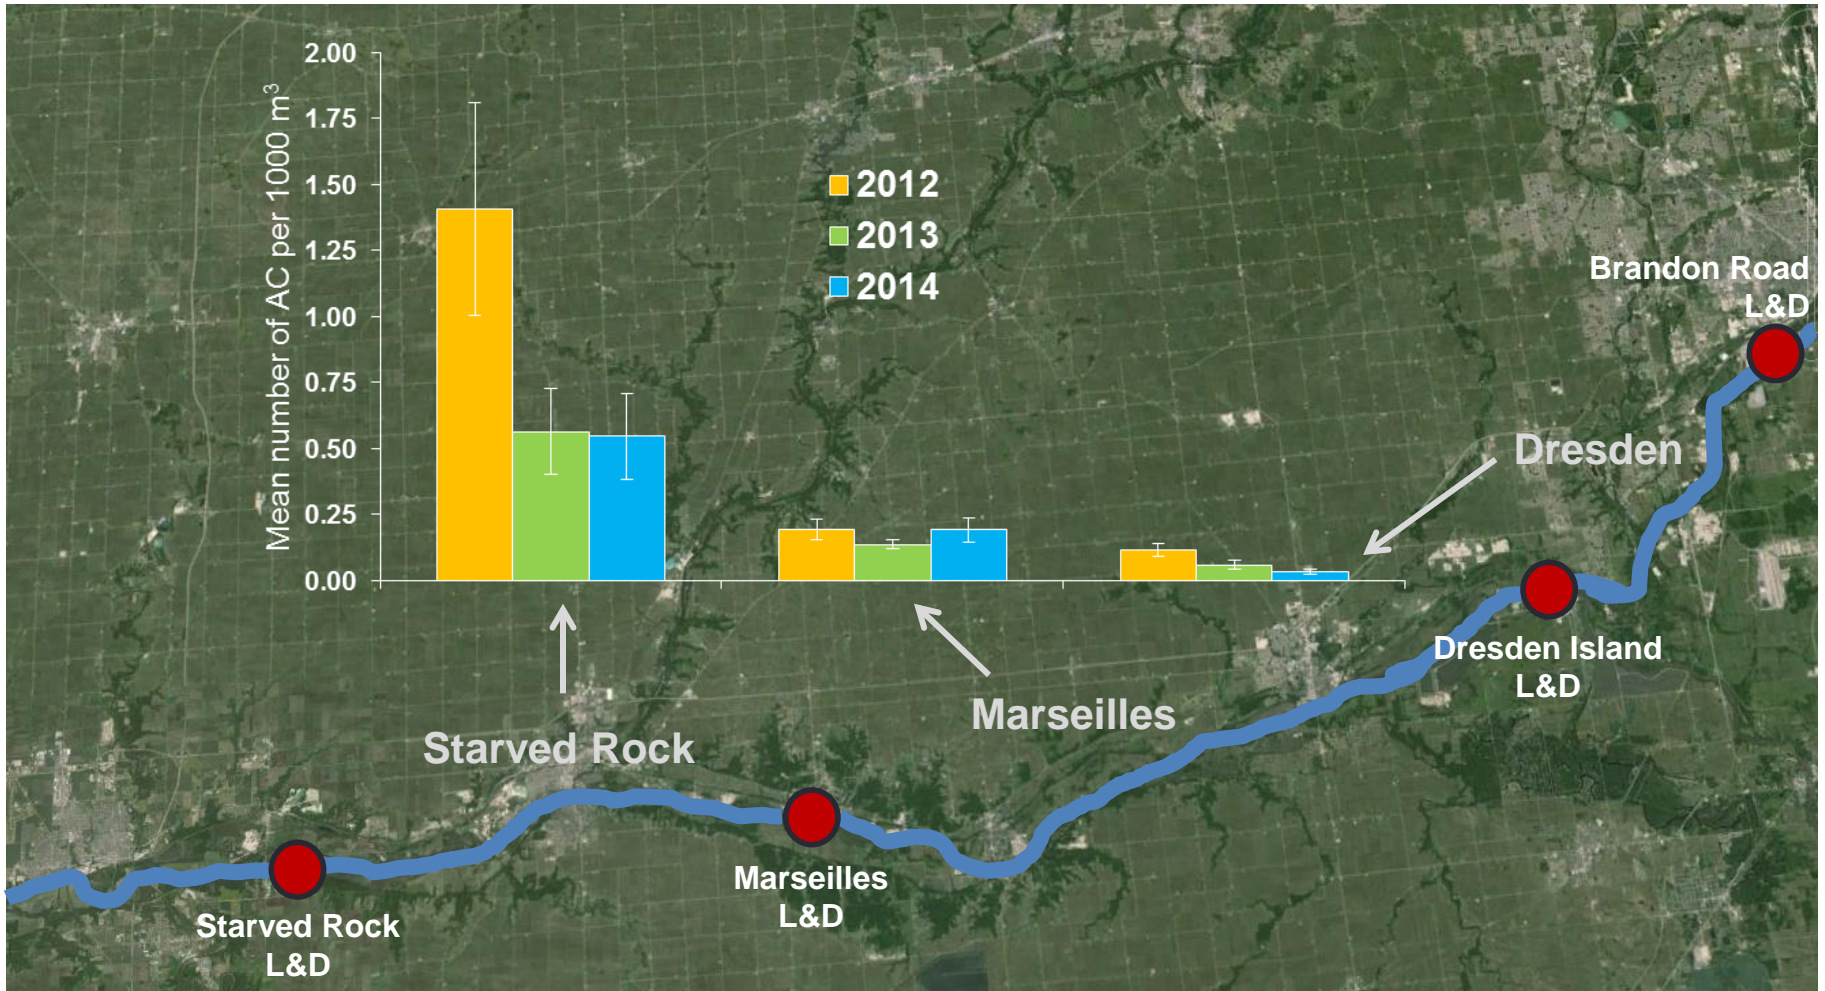 2.00
1.75
1.50
1.25
1.00
0.75
0.50
0.25
0.00
Mean number of AC per 1000 m³
2012
2013
2014
Brandon Road
L&D
Dresden
Dresden Island
L&D
Marseilles
Starved Rock
Marseilles
L&D
Starved Rock
L&D